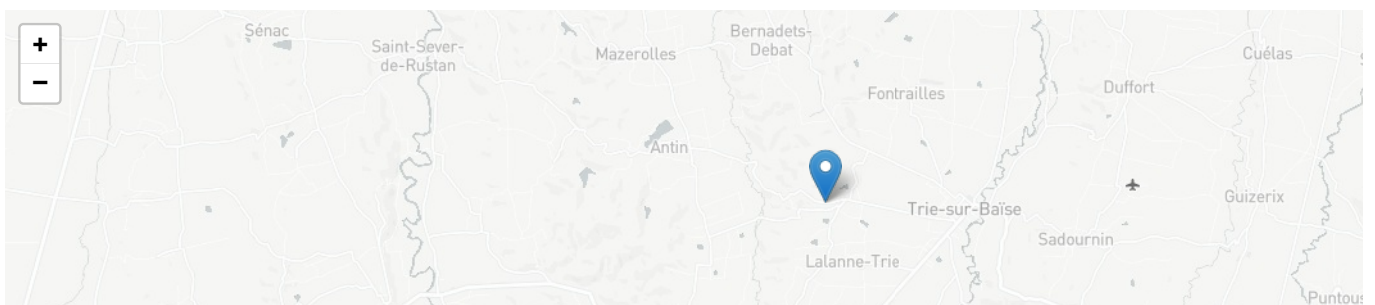 +
−
Sénac
Saint-Sever-
de-Rustan
Mazerolles
Bernadets-
Debat
Cuélas
Fontrailles
Duffort
Antin
Trie-sur-Baïse
Guizerix
Sadournin
Lalanne-Trie
Puntous